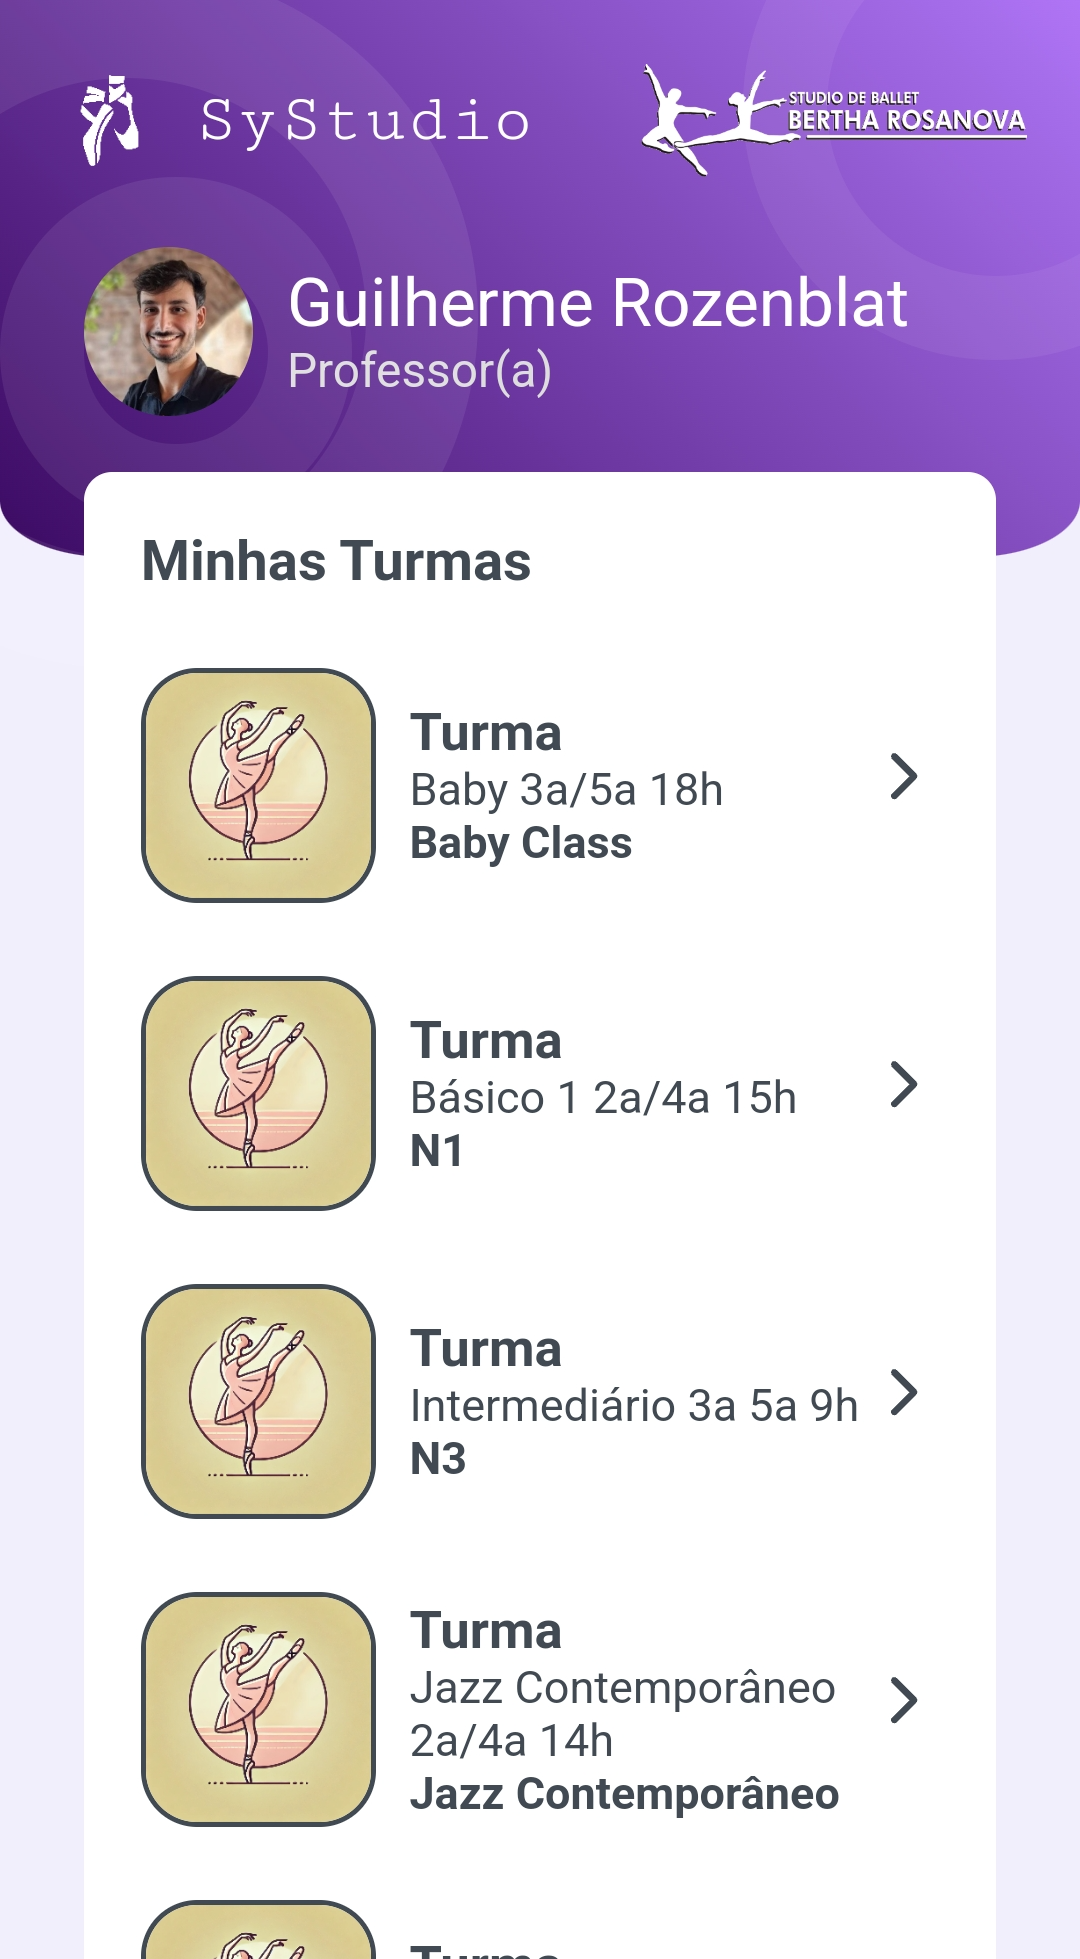 SyStudio
STUDIO DE BALLET
BERTHA ROSANOVA
Guilherme Rozenblat
Professor(a)
Minhas Turmas
Turma
Baby 3a/5a 18h
Baby Class
Turma
Básico 1 2a/4a 15h
N1
Turma
Intermediário 3a 5a 9h
N3
Turma
Jazz Contemporâneo
2a/4a 14h
Jazz Contemporâneo
Turma